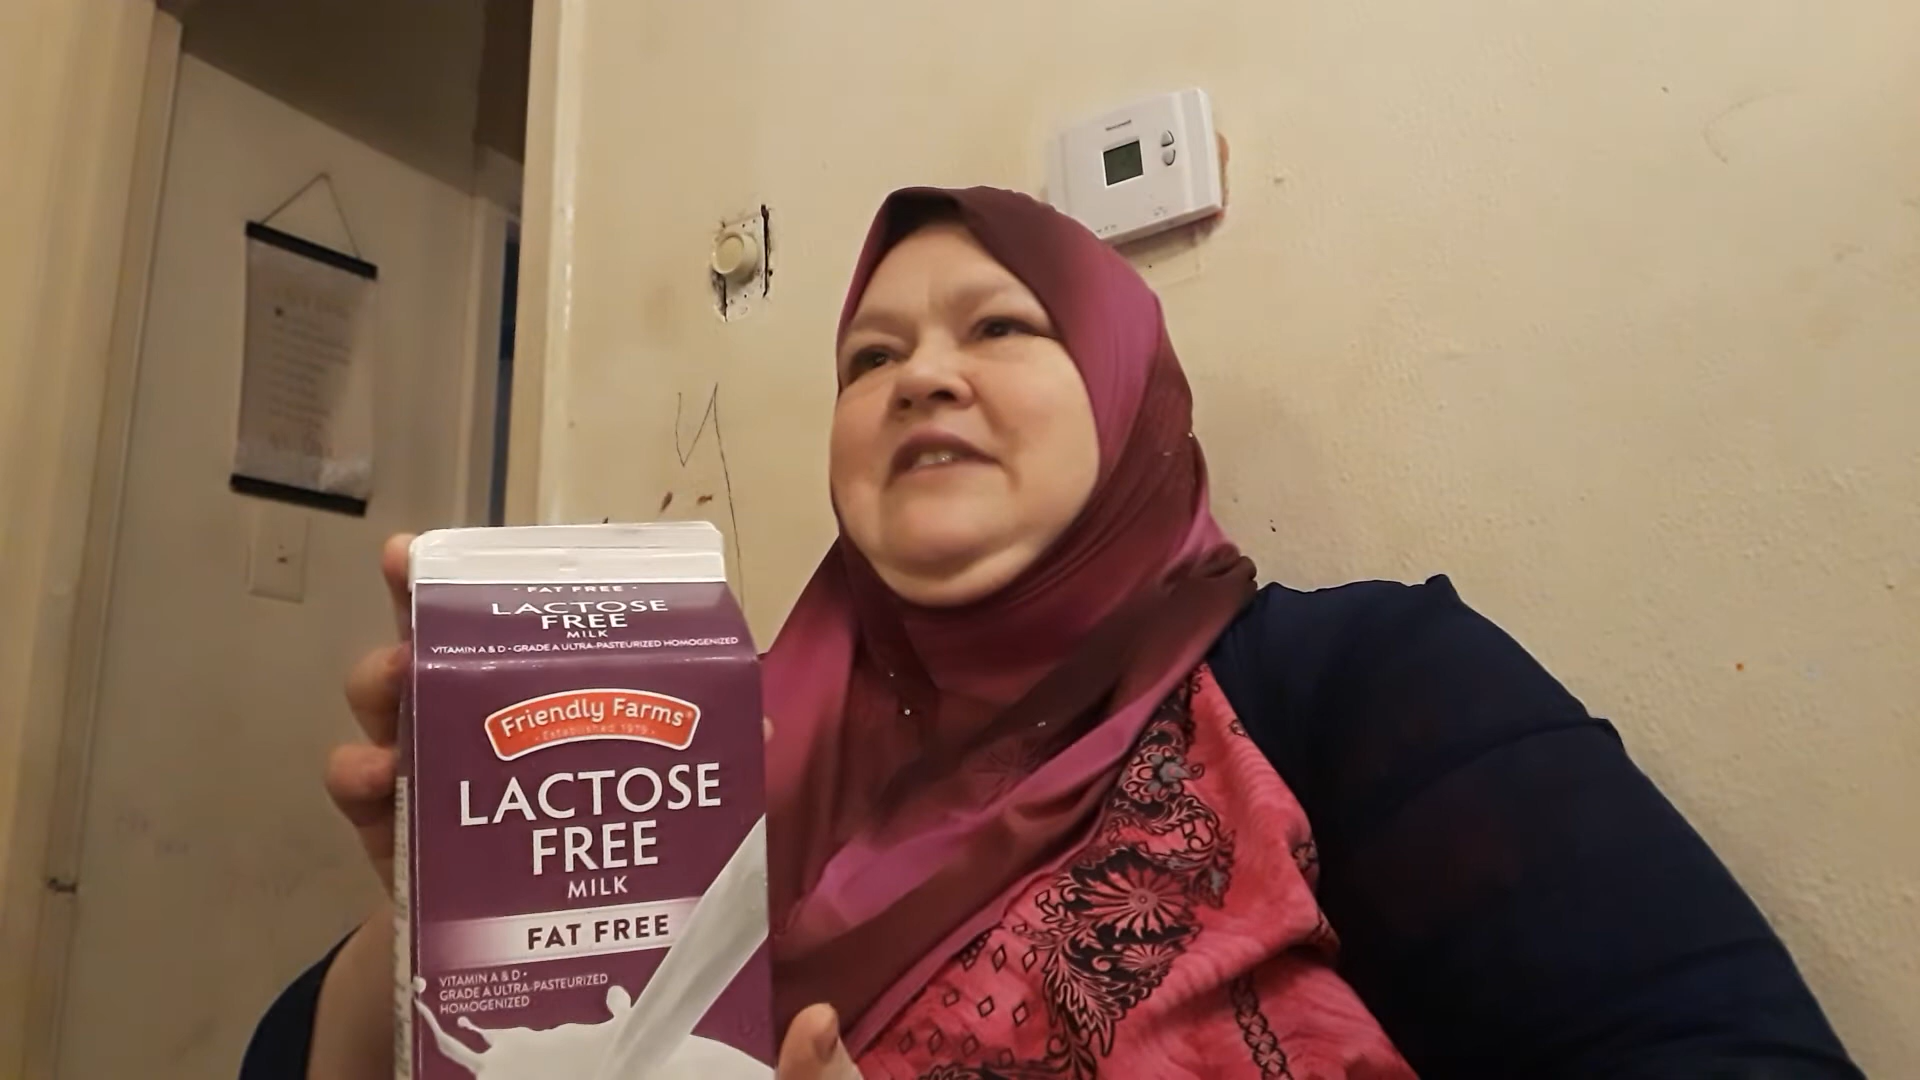 Honeywell
· FAT FREE ·
LACTOSE
FREE
MILK
VITAMIN A & D · GRADE A ULTRA-PASTEURIZED HOMOGENIZED
Friendly Farms®
· Established 1979 ·
LACTOSE
FREE
MILK
FAT FREE
VITAMIN A & D ·
GRADE A ULTRA-PASTEURIZED
HOMOGENIZED